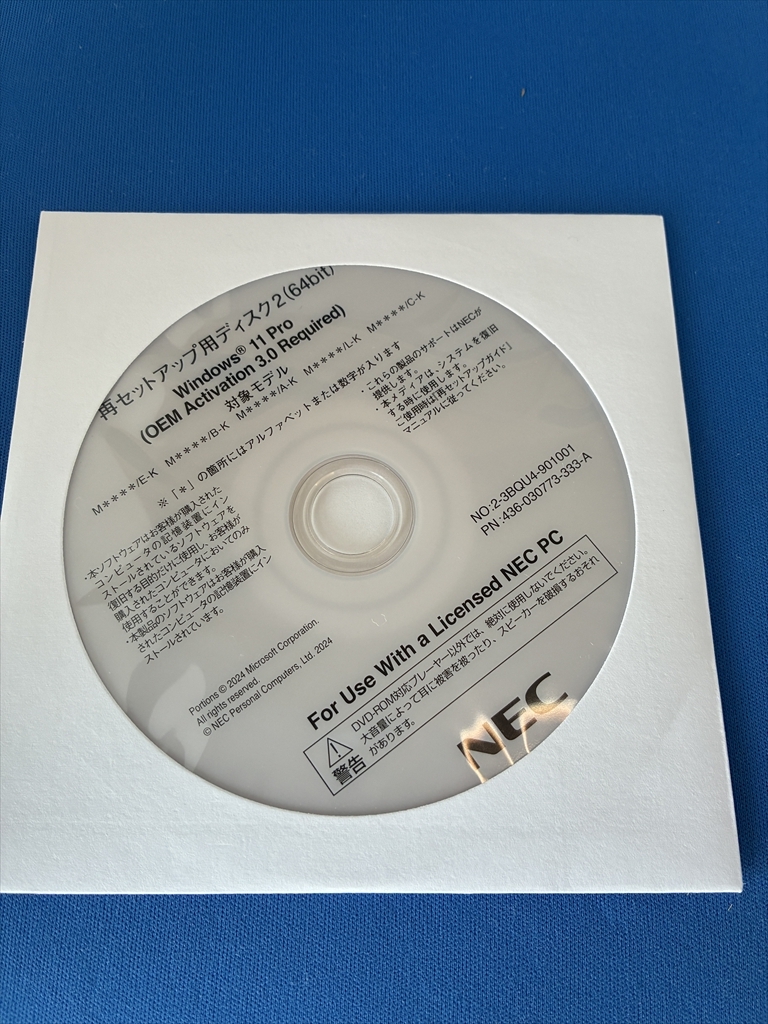 再セットアップ用ディスク2(64bit)
Windows® 11 Pro
(OEM Activation 3.0 Required)
対象モデル
M****/E-K M****/B-K M****/A-K M****/L-K M****/C-K
※「*」の箇所にはアルファベットまたは数字が入ります
・これらの製品のサポートはNECが
提供します。
・本メディアは、システムを復旧
する時に使用します。
ご使用時は「再セットアップガイド」
マニュアルに従ってください。
・本ソフトウェアはお客様が購入された
コンピュータの記憶装置にイン
ストールされているソフトウェアを
復旧する目的だけに使用し、お客様が
購入されたコンピュータにおいてのみ
使用することができます。
・本製品のソフトウェアはお客様が購入
されたコンピュータの記憶装置にイン
ストールされています。
NO:2-3BQU4-901001
PN:436-030773-333-A
Portions © 2024 Microsoft Corporation.
All rights reserved.
© NEC Personal Computers, Ltd. 2024
For Use With a Licensed NEC PC
警告
DVD-ROM対応プレーヤー以外では、絶対に使用しないでください。
大音量によって耳に被害を被ったり、スピーカーを破損するおそれ
があります。
NEC